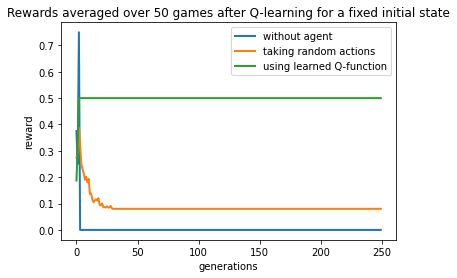 Rewards averaged over 50 games after Q-learning for a fixed initial state
without agent
taking random actions
using learned Q-function
reward
0.7
0.6
0.5
0.4
0.3
0.2
0.1
0.0
0
50
100
150
200
250
generations